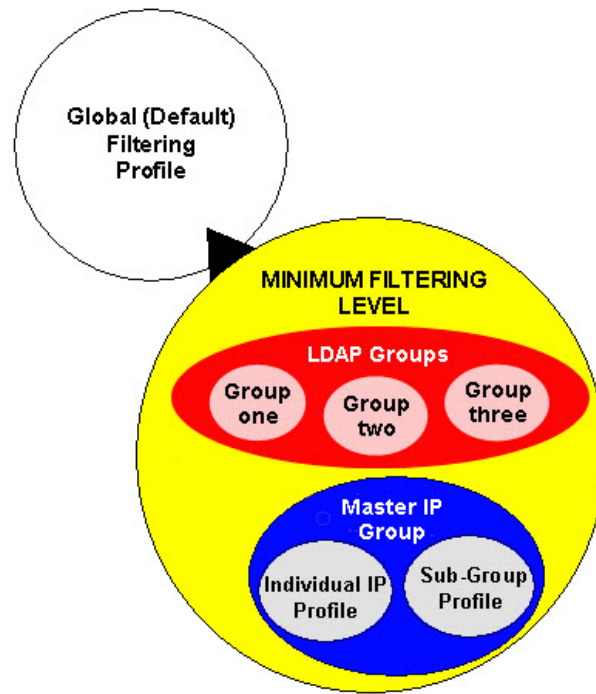 Global (Default)
Filtering
Profile
MINIMUM FILTERING
LEVEL
LDAP Groups
Group
one
Group
two
Group
three
Master IP
Group
Individual IP
Profile
Sub-Group
Profile